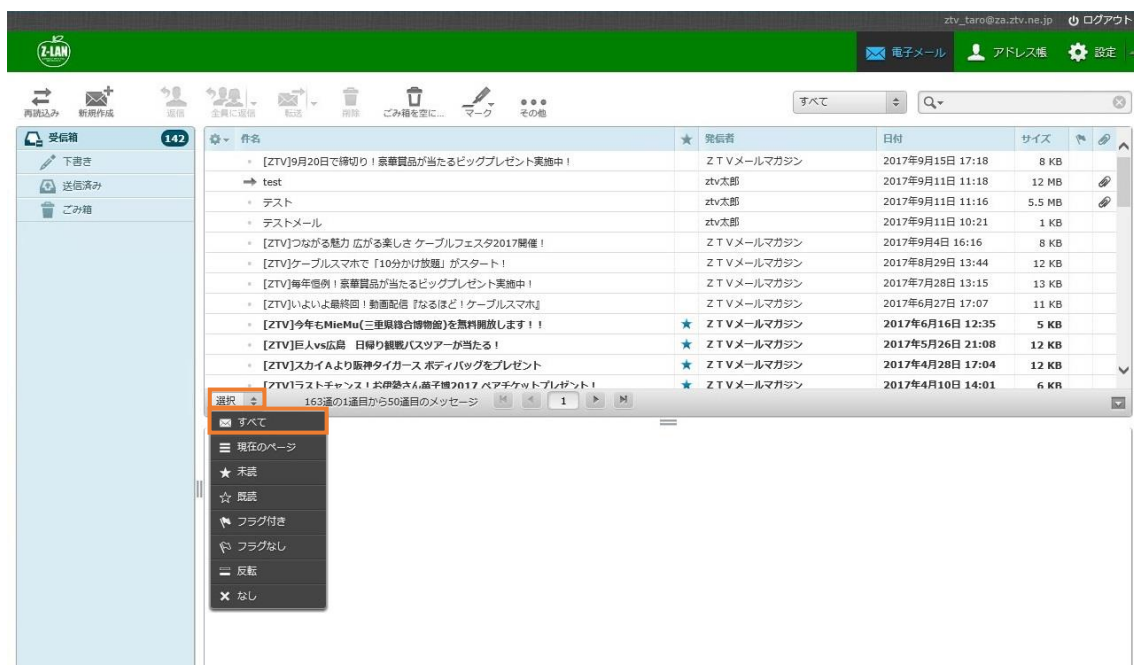 ztv_taro@za.ztv.ne.jp ログアウト
Z-LAN
電子メール アドレス帳 設定
再読込み 新規作成 返信 全員に返信 転送 削除 ごみ箱を空に... マーク その他 すべて
受信箱 142
下書き
送信済み
ごみ箱
件名 発信者 日付 サイズ
[ZTV]9月20日で締切り！豪華賞品が当たるビッグプレゼント実施中！ ＺＴＶメールマガジン 2017年9月15日 17:18 8 KB
test ztv太郎 2017年9月11日 11:18 12 MB
テスト ztv太郎 2017年9月11日 11:16 5.5 MB
テストメール ztv太郎 2017年9月11日 10:21 1 KB
[ZTV]つながる魅力 広がる楽しさ ケーブルフェスタ2017開催！ ＺＴＶメールマガジン 2017年9月4日 16:16 8 KB
[ZTV]ケーブルスマホで「10分かけ放題」がスタート！ ＺＴＶメールマガジン 2017年8月29日 13:44 12 KB
[ZTV]毎年恒例！豪華賞品が当たるビッグプレゼント実施中！ ＺＴＶメールマガジン 2017年7月28日 13:15 13 KB
[ZTV]いよいよ最終回！動画配信『なるほど！ケーブルスマホ』 ＺＴＶメールマガジン 2017年6月27日 17:07 11 KB
[ZTV]今年もMieMu(三重県総合博物館)を無料開放します！！ ＺＴＶメールマガジン 2017年6月16日 12:35 5 KB
[ZTV]巨人vs広島 日帰り観戦バスツアーが当たる！ ＺＴＶメールマガジン 2017年5月26日 21:08 12 KB
[ZTV]スカイＡより阪神タイガース ボディバッグをプレゼント ＺＴＶメールマガジン 2017年4月28日 17:04 12 KB
[ZTV]ラストチャンス！お伊勢さん菓子博2017 ペアチケットプレゼント！ ＺＴＶメールマガジン 2017年4月10日 14:01 6 KB
選択 163通の1通目から50通目のメッセージ 1
すべて
現在のページ
未読
既読
フラグ付き
フラグなし
反転
なし